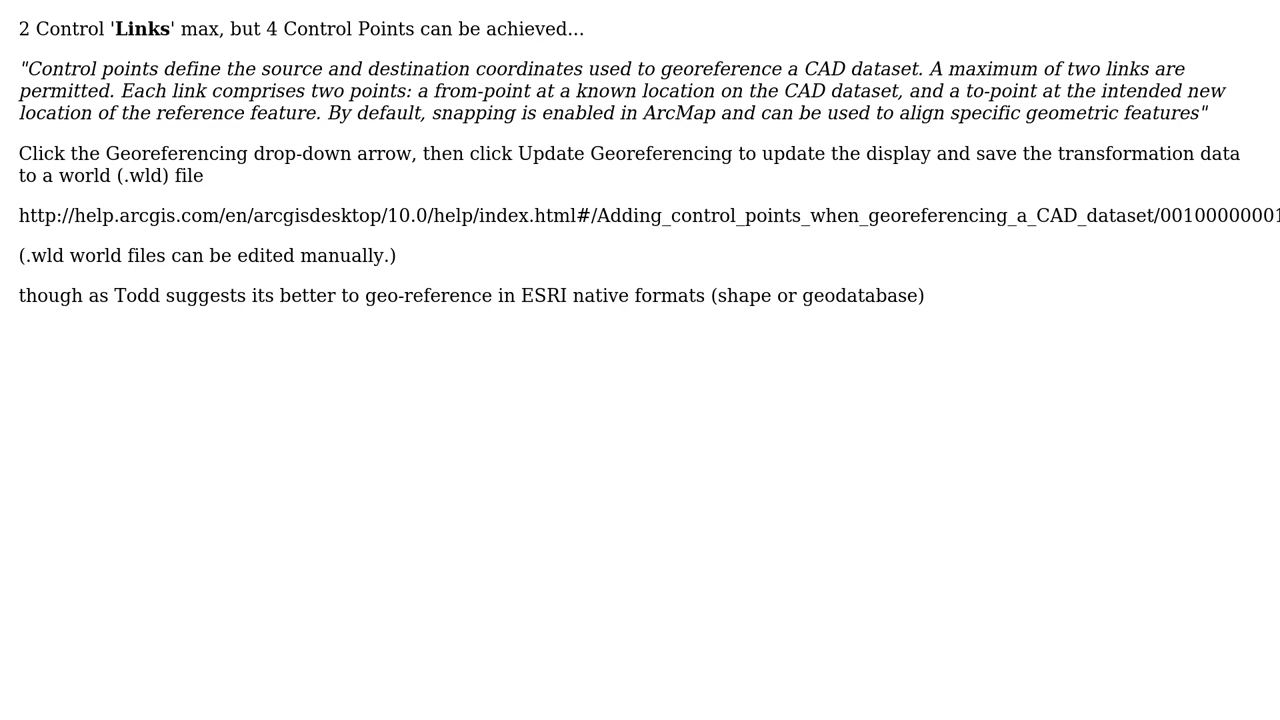 2 Control 'Links' max, but 4 Control Points can be achieved...
"Control points define the source and destination coordinates used to georeference a CAD dataset. A maximum of two links are
permitted. Each link comprises two points: a from-point at a known location on the CAD dataset, and a to-point at the intended new
location of the reference feature. By default, snapping is enabled in ArcMap and can be used to align specific geometric features"
Click the Georeferencing drop-down arrow, then click Update Georeferencing to update the display and save the transformation data
to a world (.wld) file
http://help.arcgis.com/en/arcgisdesktop/10.0/help/index.html#/Adding_control_points_when_georeferencing_a_CAD_dataset/00100000001
(.wld world files can be edited manually.)
though as Todd suggests its better to geo-reference in ESRI native formats (shape or geodatabase)